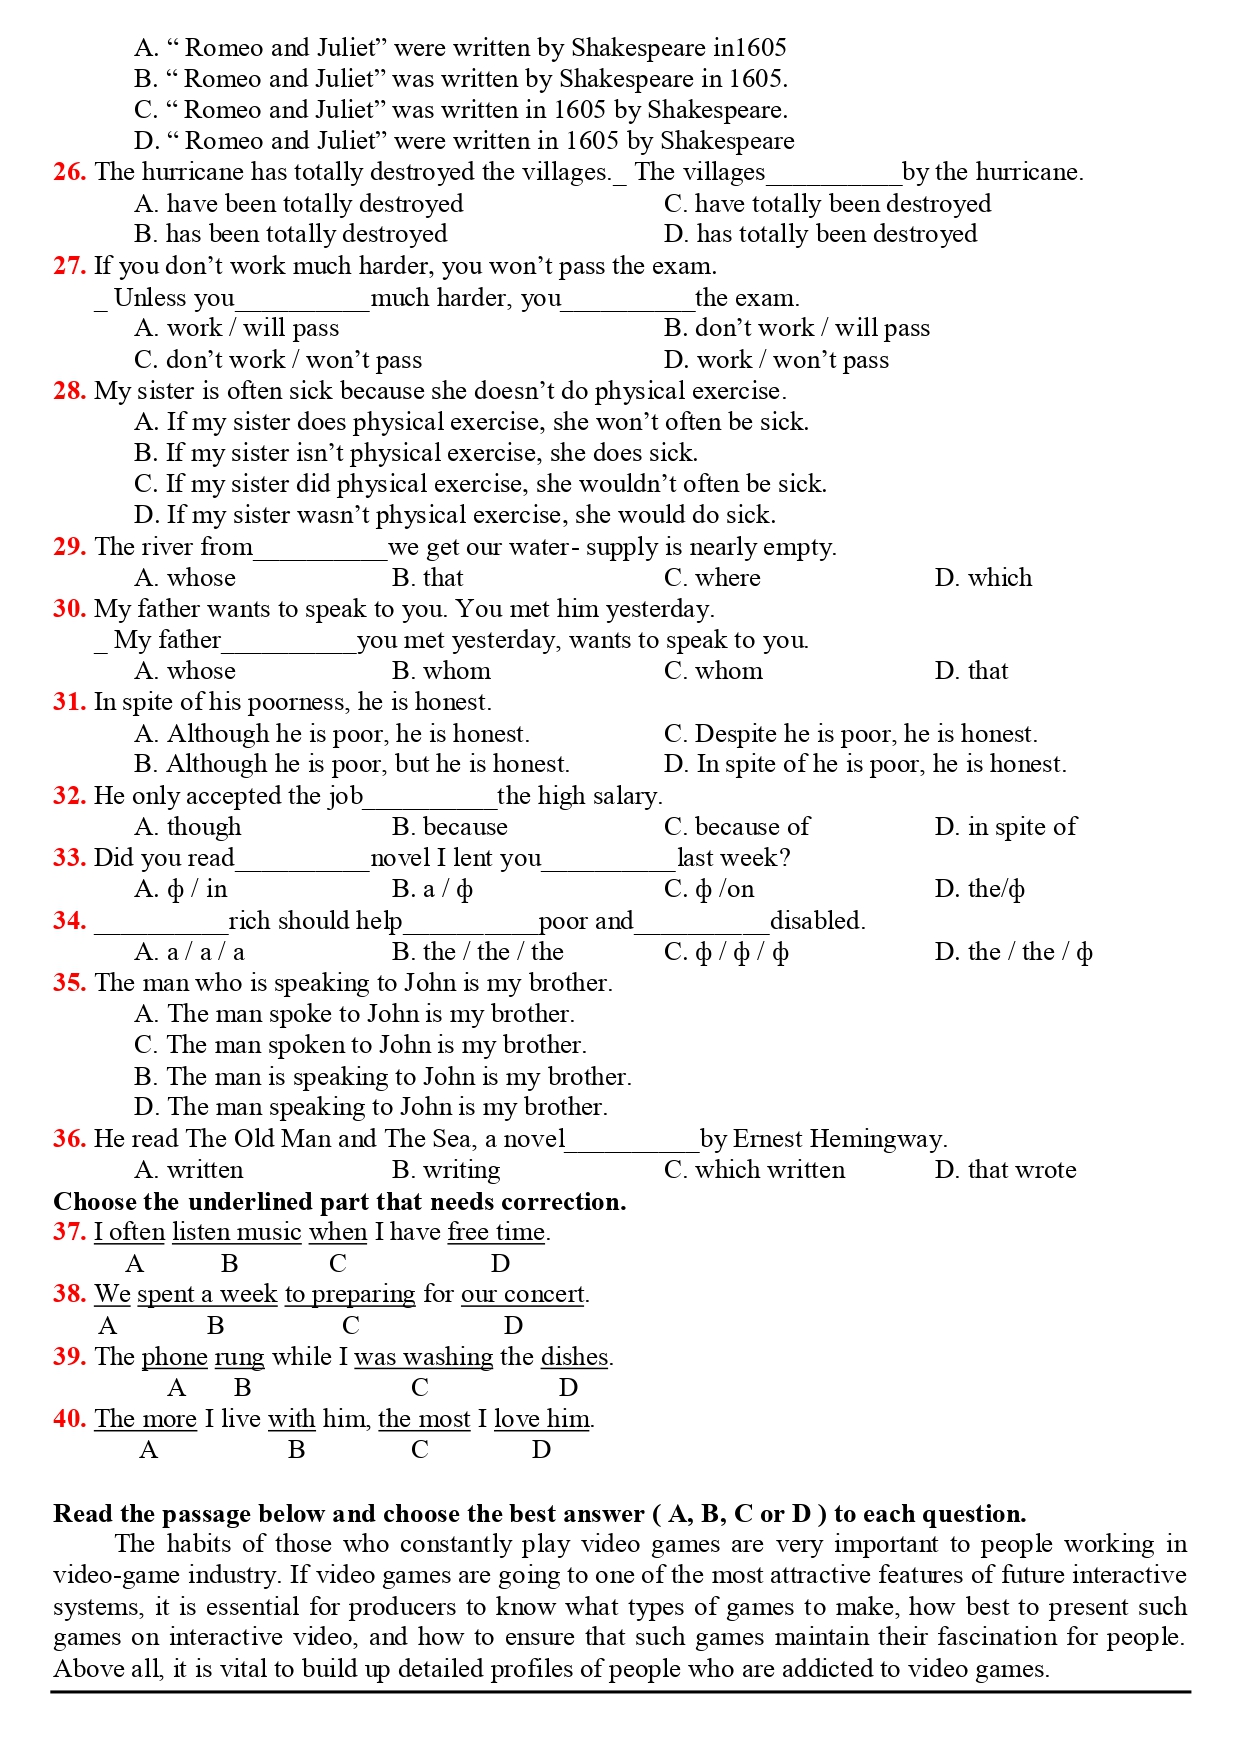 A. “ Romeo and Juliet” were written by Shakespeare in1605
B. “ Romeo and Juliet” was written by Shakespeare in 1605.
C. “ Romeo and Juliet” was written in 1605 by Shakespeare.
D. “ Romeo and Juliet” were written in 1605 by Shakespeare
26. The hurricane has totally destroyed the villages._ The villages__________by the hurricane.
A. have been totally destroyed C. have totally been destroyed
B. has been totally destroyed D. has totally been destroyed
27. If you don’t work much harder, you won’t pass the exam.
_ Unless you__________much harder, you__________the exam.
A. work / will pass B. don’t work / will pass
C. don’t work / won’t pass D. work / won’t pass
28. My sister is often sick because she doesn’t do physical exercise.
A. If my sister does physical exercise, she won’t often be sick.
B. If my sister isn’t physical exercise, she does sick.
C. If my sister did physical exercise, she wouldn’t often be sick.
D. If my sister wasn’t physical exercise, she would do sick.
29. The river from__________we get our water- supply is nearly empty.
A. whose B. that C. where D. which
30. My father wants to speak to you. You met him yesterday.
_ My father__________you met yesterday, wants to speak to you.
A. whose B. whom C. whom D. that
31. In spite of his poorness, he is honest.
A. Although he is poor, he is honest. C. Despite he is poor, he is honest.
B. Although he is poor, but he is honest. D. In spite of he is poor, he is honest.
32. He only accepted the job__________the high salary.
A. though B. because C. because of D. in spite of
33. Did you read__________novel I lent you__________last week?
A. ф / in B. a / ф C. ф /on D. the/ф
34. __________rich should help__________poor and__________disabled.
A. a / a / a B. the / the / the C. ф / ф / ф D. the / the / ф
35. The man who is speaking to John is my brother.
A. The man spoke to John is my brother.
C. The man spoken to John is my brother.
B. The man is speaking to John is my brother.
D. The man speaking to John is my brother.
36. He read The Old Man and The Sea, a novel__________by Ernest Hemingway.
A. written B. writing C. which written D. that wrote
Choose the underlined part that needs correction.
37. I often listen music when I have free time.
A B C D
38. We spent a week to preparing for our concert.
A B C D
39. The phone rung while I was washing the dishes.
A B C D
40. The more I live with him, the most I love him.
A B C D
Read the passage below and choose the best answer ( A, B, C or D ) to each question.
The habits of those who constantly play video games are very important to people working in
video-game industry. If video games are going to one of the most attractive features of future interactive
systems, it is essential for producers to know what types of games to make, how best to present such
games on interactive video, and how to ensure that such games maintain their fascination for people.
Above all, it is vital to build up detailed profiles of people who are addicted to video games.